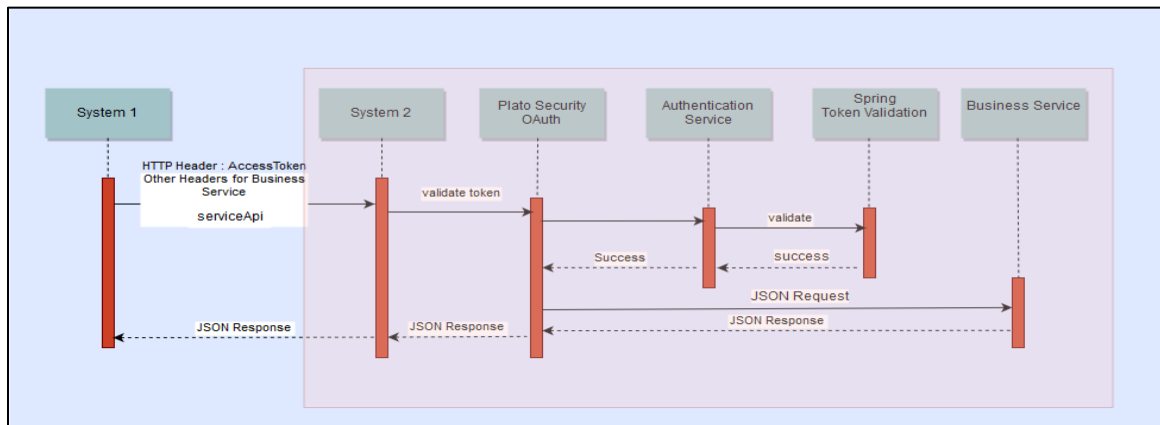 System 1
System 2
Plato Security
OAuth
Authentication
Service
Spring
Token Validation
Business Service
HTTP Header : AccessToken
Other Headers for Business
Service
serviceApi
validate token
validate
Success
success
JSON Request
JSON Response
JSON Response
JSON Response